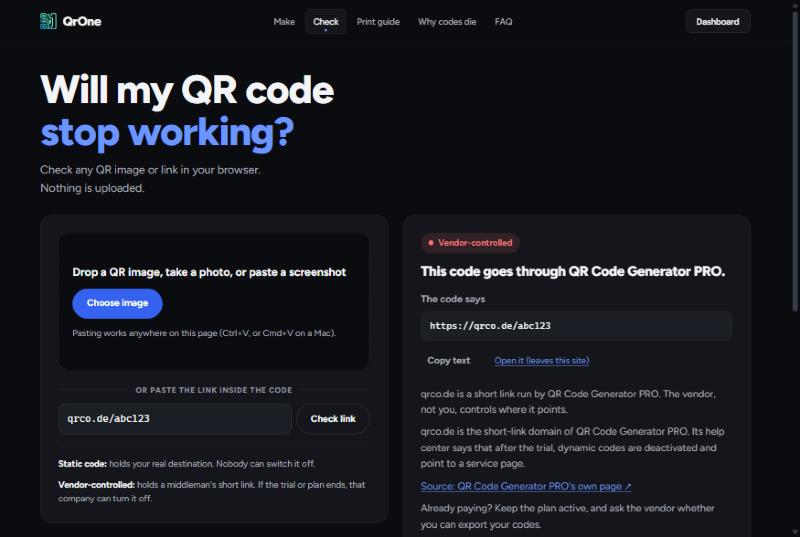 QrOne
Make
Check
Print guide
Why codes die
FAQ
Dashboard
Will my QR code
stop working?
Check any QR image or link in your browser.
Nothing is uploaded.
Drop a QR image, take a photo, or paste a screenshot
Choose image
Pasting works anywhere on this page (Ctrl+V, or Cmd+V on a Mac).
OR PASTE THE LINK INSIDE THE CODE
qrco.de/abc123
Check link
Static code: holds your real destination. Nobody can switch it off.
Vendor-controlled: holds a middleman's short link. If the trial or plan ends, that
company can turn it off.
Vendor-controlled
This code goes through QR Code Generator PRO.
The code says
https://qrco.de/abc123
Copy text
Open it (leaves this site)
qrco.de is a short link run by QR Code Generator PRO. The vendor,
not you, controls where it points.
qrco.de is the short-link domain of QR Code Generator PRO. Its help
center says that after the trial, dynamic codes are deactivated and
point to a service page.
Source: QR Code Generator PRO's own page ↗
Already paying? Keep the plan active, and ask the vendor whether
you can export your codes.